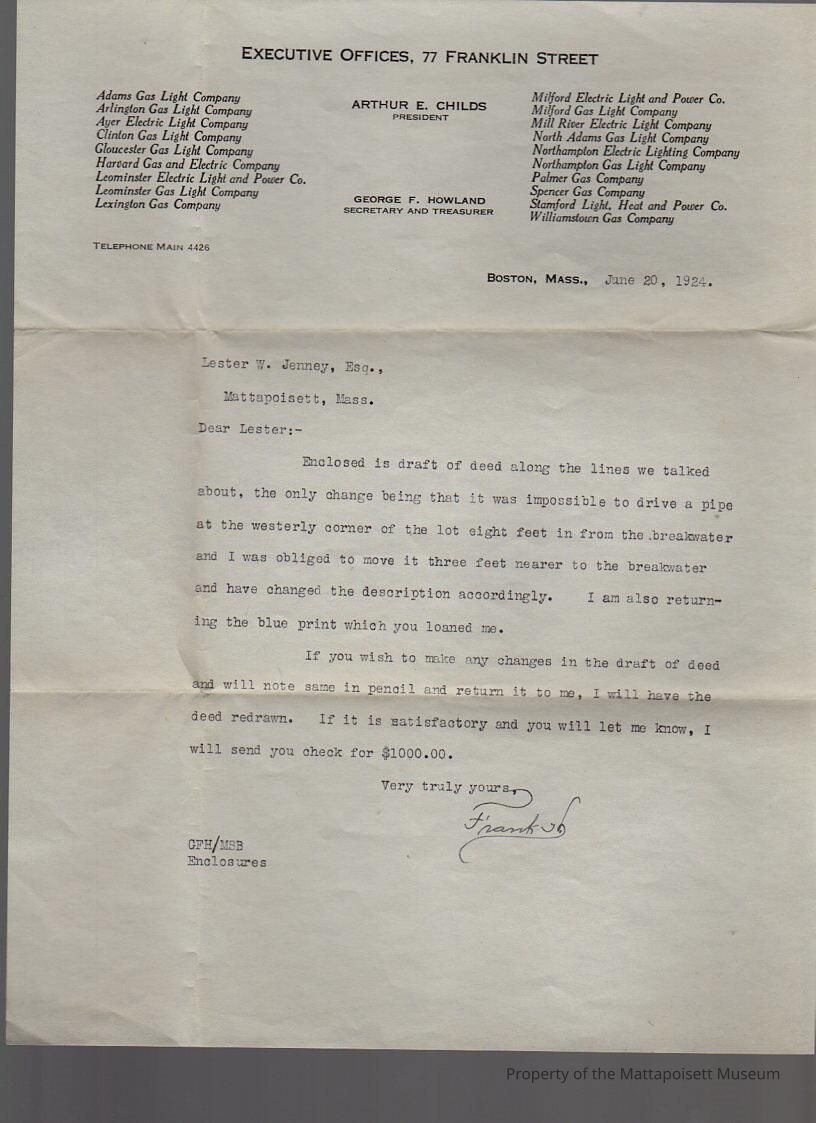 EXECUTIVE OFFICES, 77 FRANKLIN STREET
Adams Gas Light Company
Arlington Gas Light Company
Ayer Electric Light Company
Clinton Gas Light Company
Gloucester Gas Light Company
Harvard Gas and Electric Company
Leominster Electric Light and Power Co.
Leominster Gas Light Company
Lexington Gas Company
ARTHUR E. CHILDS
PRESIDENT
GEORGE F. HOWLAND
SECRETARY AND TREASURER
Milford Electric Light and Power Co.
Milford Gas Light Company
Mill River Electric Light Company
North Adams Gas Light Company
Northampton Electric Lighting Company
Northampton Gas Light Company
Palmer Gas Company
Spencer Gas Company
Stamford Light, Heat and Power Co.
Williamstown Gas Company
TELEPHONE MAIN 4426
BOSTON, MASS., June 20, 1924.
Lester W. Jenney, Esq.,
Mattapoisett, Mass.
Dear Lester:-
Enclosed is draft of deed along the lines we talked
about, the only change being that it was impossible to drive a pipe
at the westerly corner of the lot eight feet in from the .breakwater
and I was obliged to move it three feet nearer to the breakwater
and have changed the description accordingly. I am also return-
ing the blue print which you loaned me.
If you wish to make any changes in the draft of deed
and will note same in pencil and return it to me, I will have the
deed redrawn. If it is satisfactory and you will let me know, I
will send you check for $1000.00.
Very truly yours,
Frank
GFH/MSB
Enclosures
Property of the Mattapoisett Museum